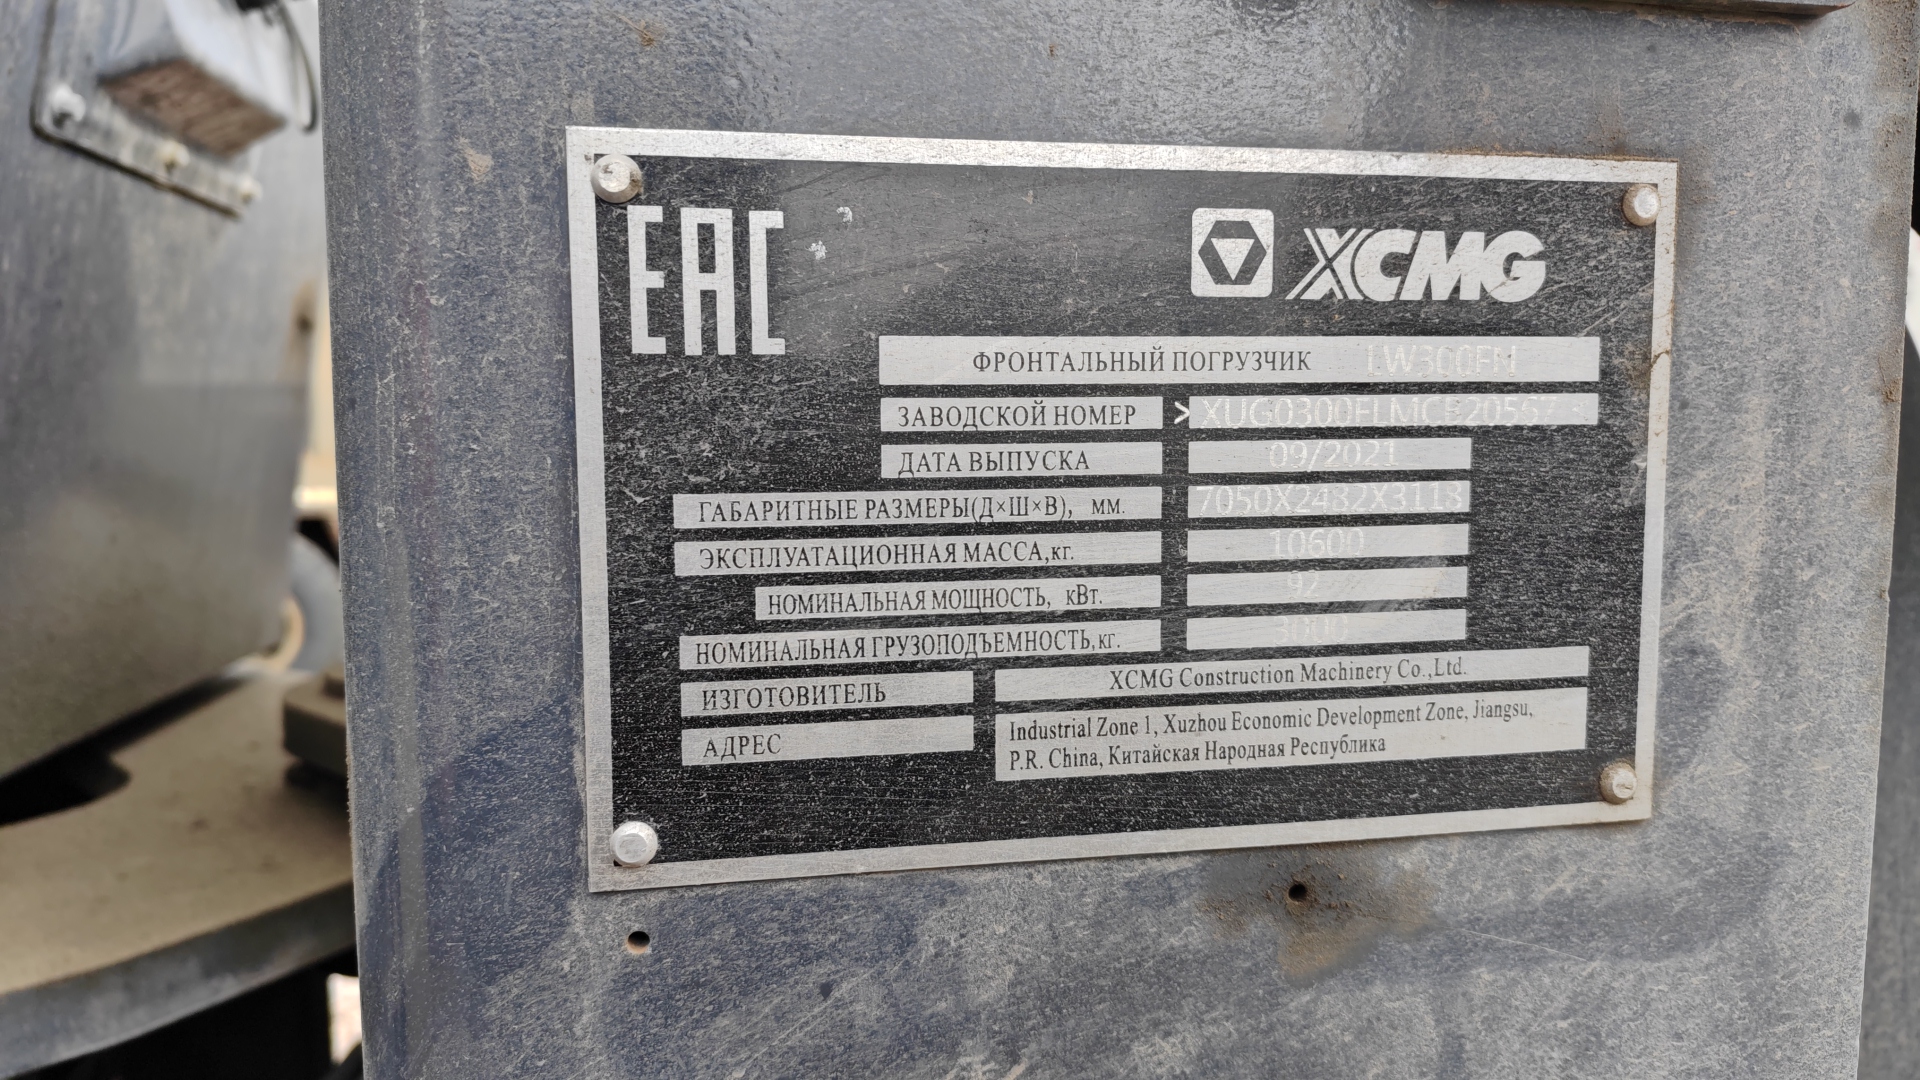 EAC
XCMG
ФРОНТАЛЬНЫЙ ПОГРУЗЧИК LW300FN
ЗАВОДСКОЙ НОМЕР
ДАТА ВЫПУСКА 09/2021
ГАБАРИТНЫЕ РАЗМЕРЫ(Д×Ш×В), мм. 7050X2482X3118
ЭКСПЛУАТАЦИОННАЯ МАССА,кг. 10600
НОМИНАЛЬНАЯ МОЩНОСТЬ, кВт. 92
НОМИНАЛЬНАЯ ГРУЗОПОДЪЕМНОСТЬ,кг. 3000
ИЗГОТОВИТЕЛЬ XCMG Construction Machinery Co.,Ltd.
АДРЕС Industrial Zone 1, Xuzhou Economic Development Zone, Jiangsu,
P.R. China, Китайская Народная Республика